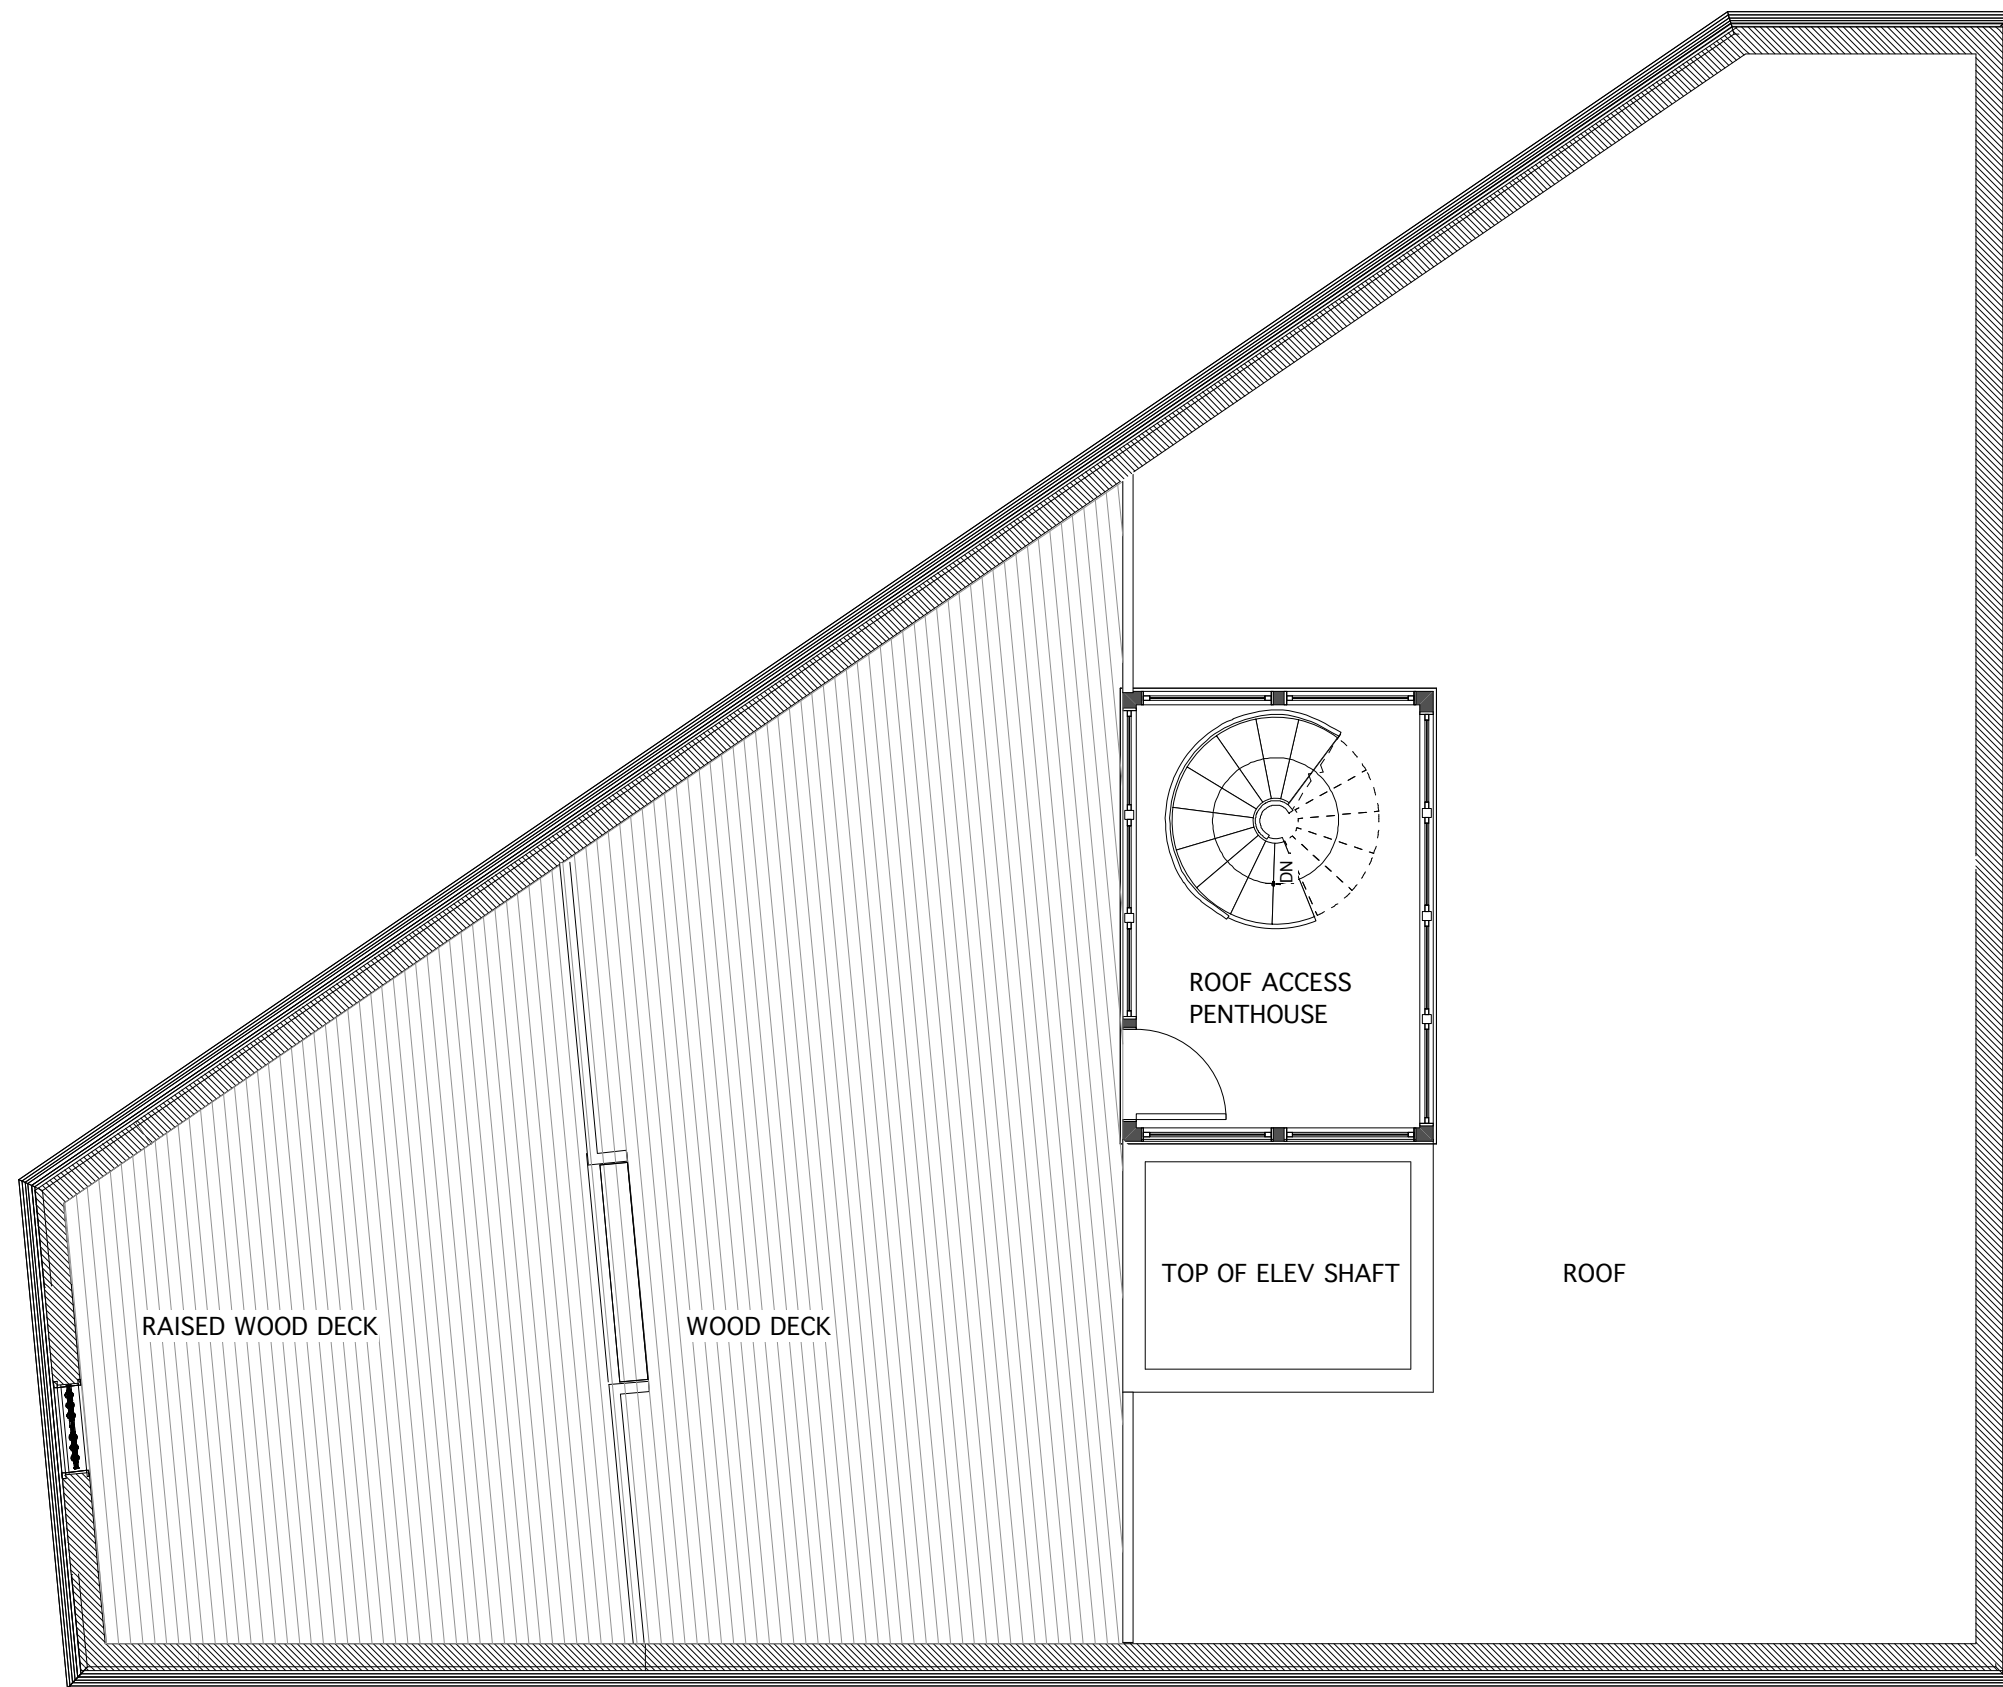 DN
ROOF ACCESS
PENTHOUSE
TOP OF ELEV SHAFT
ROOF
RAISED WOOD DECK
WOOD DECK